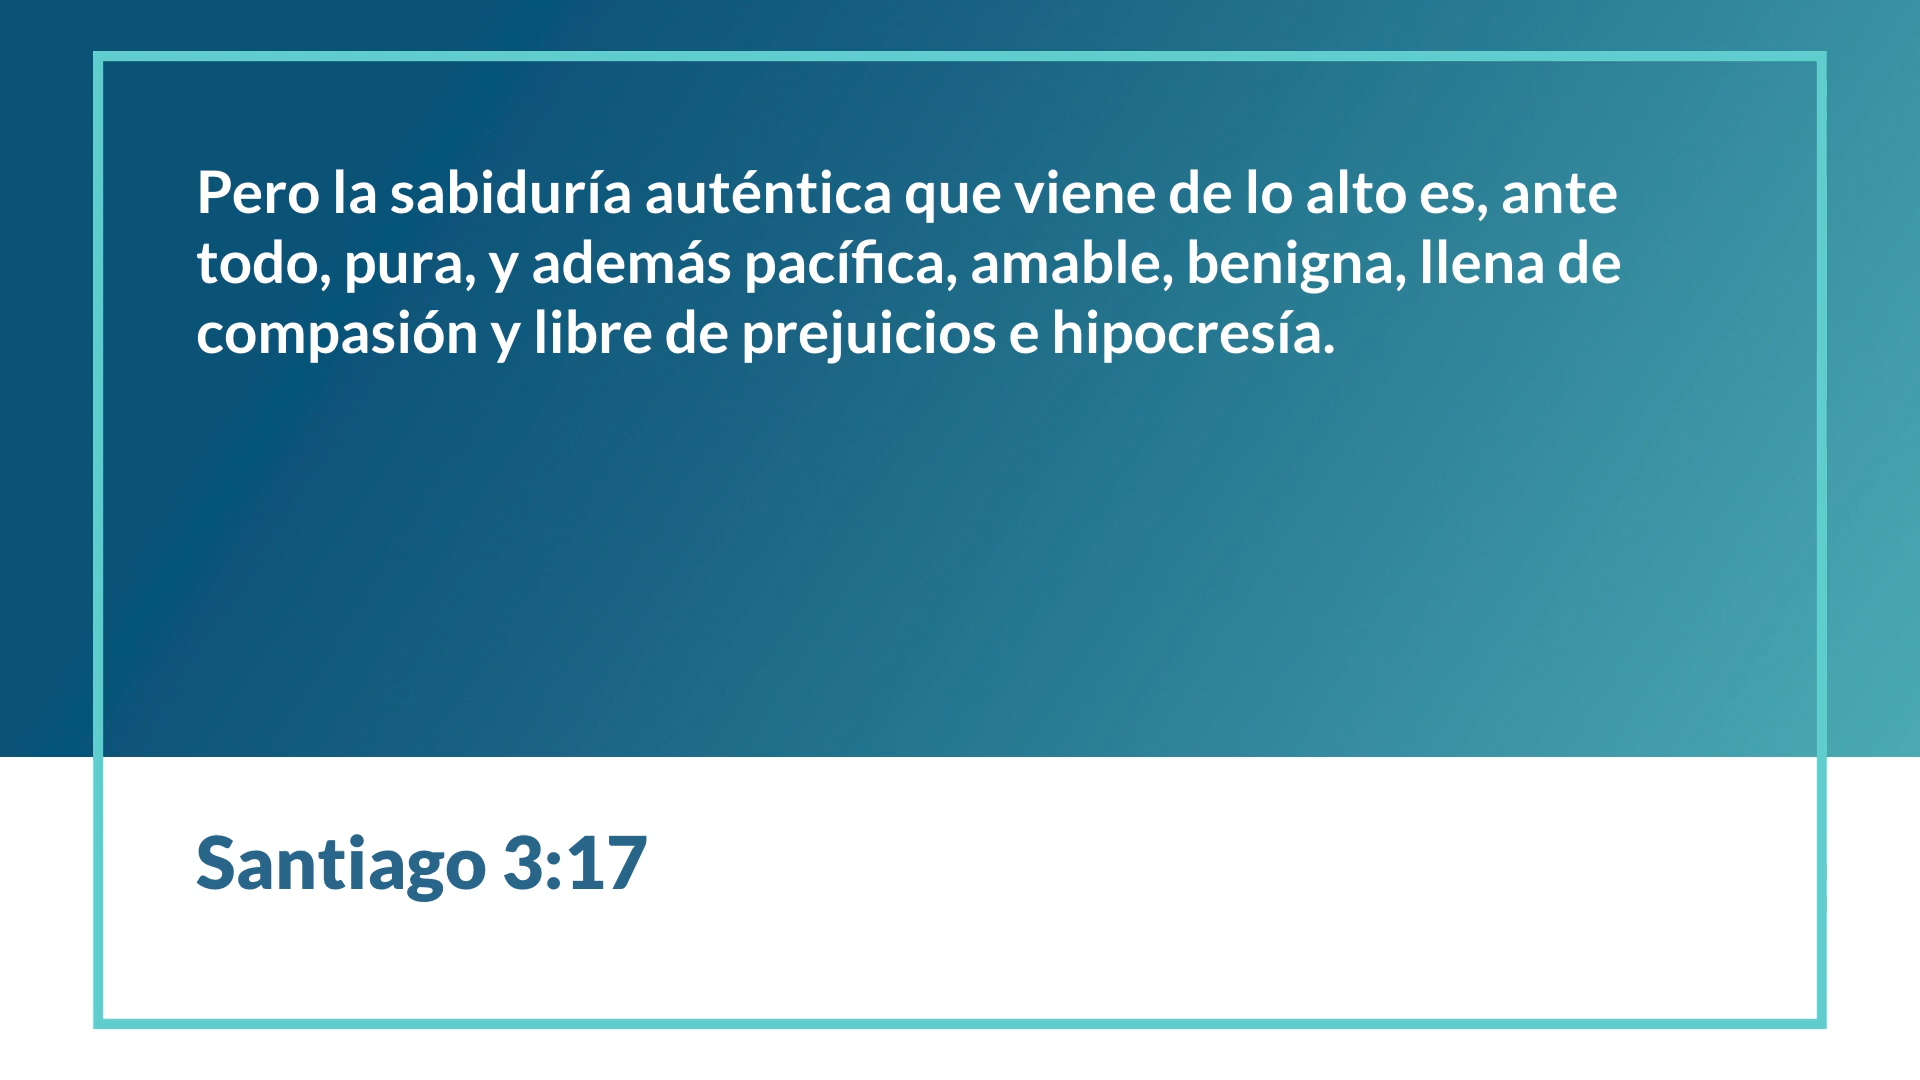 Pero la sabiduría auténtica que viene de lo alto es, ante
todo, pura, y además pacífica, amable, benigna, llena de
compasión y libre de prejuicios e hipocresía.
Santiago 3:17